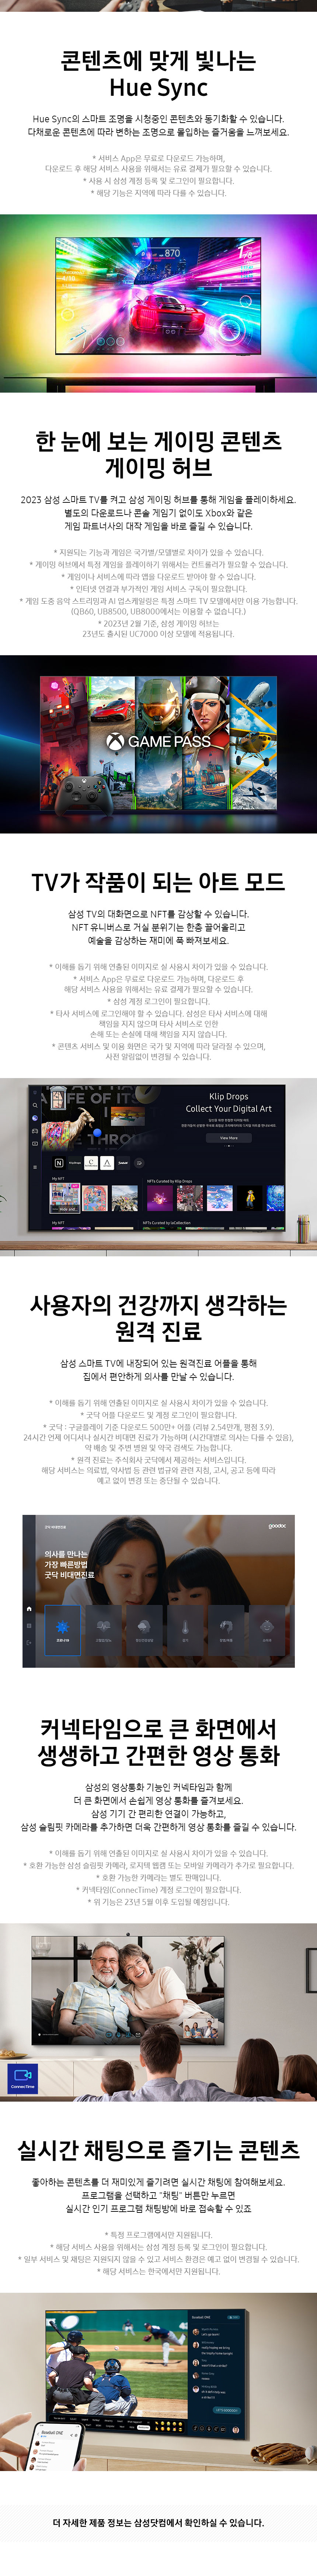 콘텐츠에 맞게 빛나는
Hue Sync
Hue Sync의 스마트 조명을 시청중인 콘텐츠와 동기화할 수 있습니다.
다채로운 콘텐츠에 따라 변하는 조명으로 몰입하는 즐거움을 느껴보세요.
* 서비스 App은 무료로 다운로드 가능하며,
다운로드 후 해당 서비스 사용을 위해서는 유료 결제가 필요할 수 있습니다.
* 사용 시 삼성 계정 등록 및 로그인이 필요합니다.
* 해당 기능은 지역에 따라 다를 수 있습니다.
870
1/8
한 눈에 보는 게이밍 콘텐츠
게이밍 허브
2023 삼성 스마트 TV를 켜고 삼성 게이밍 허브를 통해 게임을 플레이하세요.
별도의 다운로드나 콘솔 게임기 없이도 Xbox와 같은
게임 파트너사의 대작 게임을 바로 즐길 수 있습니다.
* 지원되는 기능과 게임은 국가별/모델별로 차이가 있을 수 있습니다.
* 게이밍 허브에서 특정 게임을 플레이하기 위해서는 컨트롤러가 필요할 수 있습니다.
* 게임이나 서비스에 따라 앱을 다운로드 받아야 할 수 있습니다.
* 인터넷 연결과 부가적인 게임 서비스 구독이 필요합니다.
* 게임 도중 음악 스트리밍과 AI 업스케일링은 특정 스마트 TV 모델에서만 이용 가능합니다.
(QB60, UB8500, UB8000에서는 이용할 수 없습니다.)
* 2023년 2월 기준, 삼성 게이밍 허브는
23년도 출시된 UC7000 이상 모델에 적용됩니다.
XBOX GAME PASS
TV가 작품이 되는 아트 모드
삼성 TV의 대화면으로 NFT를 감상할 수 있습니다.
NFT 유니버스로 거실 분위기는 한층 끌어올리고
예술을 감상하는 재미에 푹 빠져보세요.
* 이해를 돕기 위해 연출된 이미지로 실 사용시 차이가 있을 수 있습니다.
* 서비스 App은 무료로 다운로드 가능하며, 다운로드 후
해당 서비스 사용을 위해서는 유료 결제가 필요할 수 있습니다.
* 삼성 계정 로그인이 필요합니다.
* 타사 서비스에 로그인해야 할 수 있습니다. 삼성은 타사 서비스에 대해
책임을 지지 않으며 타사 서비스로 인한
손해 또는 손실에 대해 책임을 지지 않습니다.
* 콘텐츠 서비스 및 이용 화면은 국가 및 지역에 따라 달라질 수 있으며,
사전 알림없이 변경될 수 있습니다.
Klip Drops
Collect Your Digital Art
View More
My NFT
NFTs Curated by Klip Drops
My NFT
NFTs Curated by LGCollection
사용자의 건강까지 생각하는
원격 진료
삼성 스마트 TV에 내장되어 있는 원격진료 어플을 통해
집에서 편안하게 의사를 만날 수 있습니다.
* 이해를 돕기 위해 연출된 이미지로 실 사용시 차이가 있을 수 있습니다.
* 굿닥 어플 다운로드 및 계정 로그인이 필요합니다.
* 굿닥 : 구글플레이 기준 다운로드 500만+ 어플 (리뷰 2.54만개, 평점 3.9).
24시간 언제 어디서나 실시간 비대면 진료가 가능하며 (시간대별로 의사는 다를 수 있음),
약 배송 및 주변 병원 및 약국 검색도 가능합니다.
* 원격 진료는 주식회사 굿닥에서 제공하는 서비스입니다.
해당 서비스는 의료법, 약사법 등 관련 법규와 관련 지침, 고시, 공고 등에 따라
예고 없이 변경 또는 중단될 수 있습니다.
goodoc
의사를 만나는
가장 빠른방법
굿닥 비대면진료
커넥타임으로 큰 화면에서
생생하고 간편한 영상 통화
삼성의 영상통화 기능인 커넥타임과 함께
더 큰 화면에서 손쉽게 영상 통화를 즐겨보세요.
삼성 기기 간 편리한 연결이 가능하고,
삼성 슬림핏 카메라를 추가하면 더욱 간편하게 영상 통화를 즐길 수 있습니다.
* 이해를 돕기 위해 연출된 이미지로 실 사용시 차이가 있을 수 있습니다.
* 호환 가능한 삼성 슬림핏 카메라, 로지텍 웹캠 또는 모바일 카메라가 추가로 필요합니다.
* 호환 가능한 카메라는 별도 판매입니다.
* 커넥타임(ConnecTime) 계정 로그인이 필요합니다.
* 위 기능은 23년 5월 이후 도입될 예정입니다.
ConnecTime
실시간 채팅으로 즐기는 콘텐츠
좋아하는 콘텐츠를 더 재미있게 즐기려면 실시간 채팅에 참여해보세요.
프로그램을 선택하고 "채팅" 버튼만 누르면
실시간 인기 프로그램 채팅방에 바로 접속할 수 있죠
* 특정 프로그램에서만 지원됩니다.
* 해당 서비스 사용을 위해서는 삼성 계정 등록 및 로그인이 필요합니다.
* 일부 서비스 및 채팅은 지원되지 않을 수 있고 서비스 환경은 예고 없이 변경될 수 있습니다.
* 해당 서비스는 한국에서만 지원됩니다.
Baseball ONE
Baseball ONE
더 자세한 제품 정보는 삼성닷컴에서 확인하실 수 있습니다.